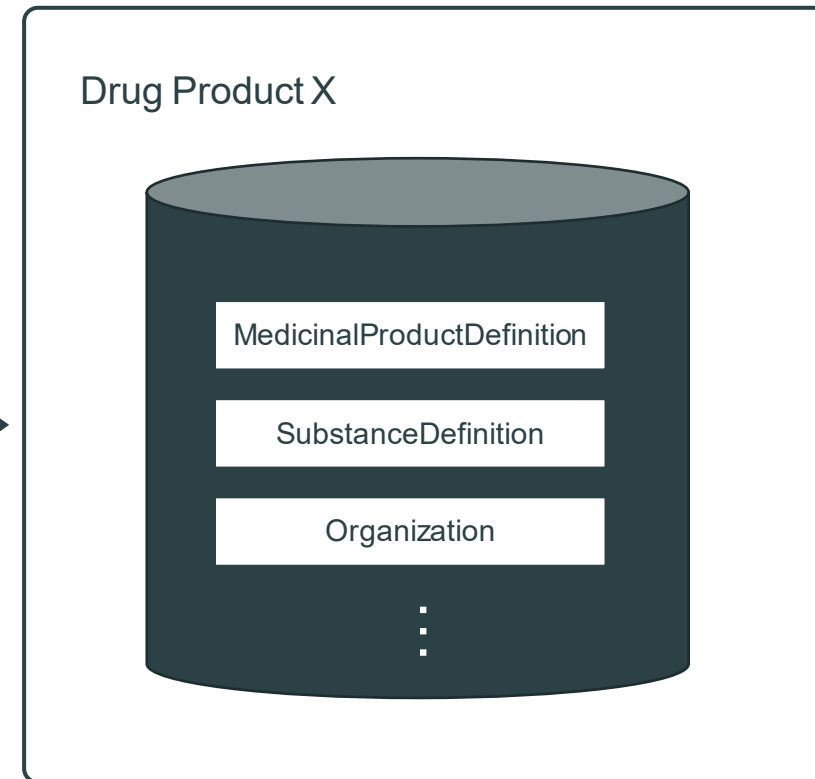 Drug Product X
MedicinalProductDefinition
SubstanceDefinition
Organization